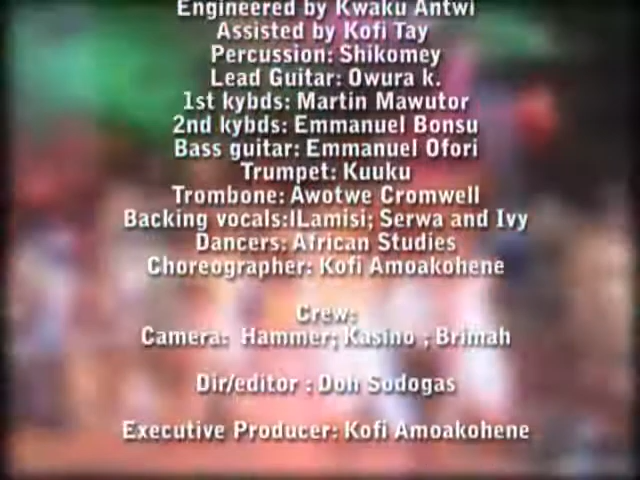 Engineered by Kwaku Antwi
Assisted by Kofi Tay
Percussion: Shikomey
Lead Guitar: Owura k.
1st kybds: Martin Mawutor
2nd kybds: Emmanuel Bonsu
Bass guitar: Emmanuel Ofori
Trumpet: Kuuku
Trombone: Awotwe Cromwell
Backing vocals:ILamisi; Serwa and Ivy
Dancers: African Studies
Choreographer: Kofi Amoakohene
Crew:
Camera: Hammer; Kasino ; Brimah
Dir/editor : Doh Sodogas
Executive Producer: Kofi Amoakohene